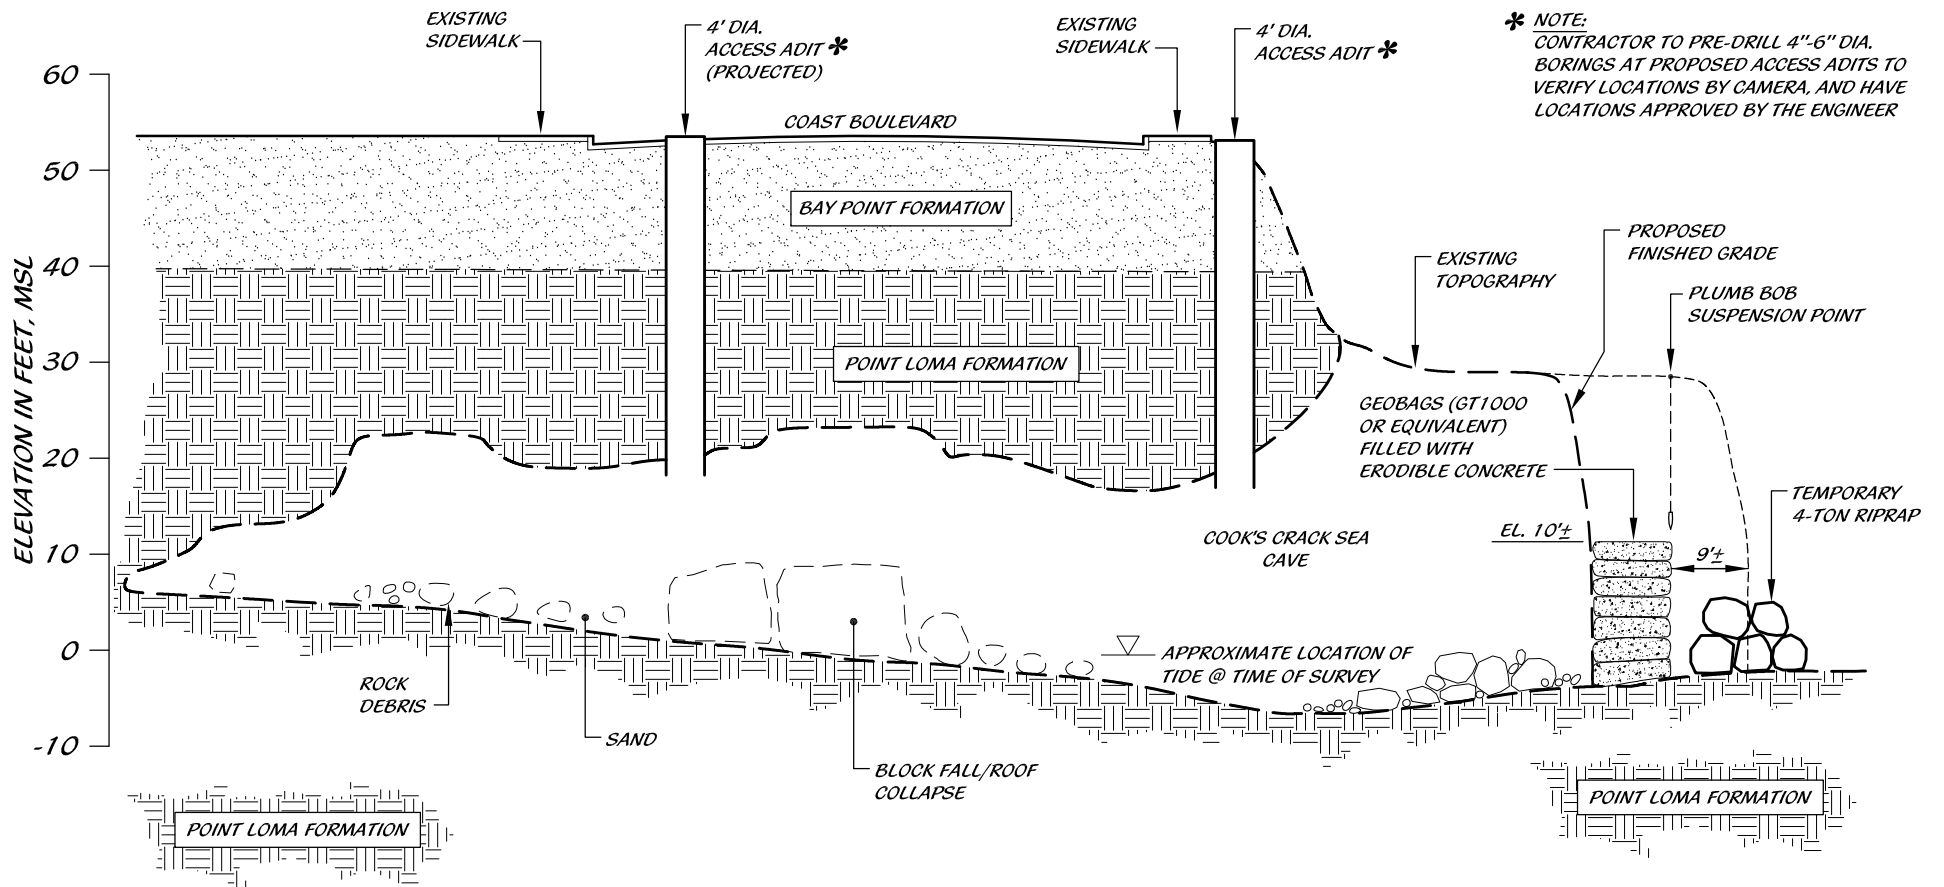 EXISTING
SIDEWALK
4' DIA.
ACCESS ADIT *
(PROJECTED)
EXISTING
SIDEWALK
4' DIA.
ACCESS ADIT *
* NOTE:
CONTRACTOR TO PRE-DRILL 4"-6" DIA.
BORINGS AT PROPOSED ACCESS ADITS TO
VERIFY LOCATIONS BY CAMERA, AND HAVE
LOCATIONS APPROVED BY THE ENGINEER
ELEVATION IN FEET, MSL
60
50
40
30
20
10
0
-10
COAST BOULEVARD
BAY POINT FORMATION
POINT LOMA FORMATION
EXISTING
TOPOGRAPHY
PROPOSED
FINISHED GRADE
PLUMB BOB
SUSPENSION POINT
GEOBAGS (GT1000
OR EQUIVALENT)
FILLED WITH
ERODIBLE CONCRETE
TEMPORARY
4-TON RIPRAP
EL. 10'±
9'±
COOK'S CRACK SEA
CAVE
APPROXIMATE LOCATION OF
TIDE @ TIME OF SURVEY
ROCK
DEBRIS
SAND
BLOCK FALL/ROOF
COLLAPSE
POINT LOMA FORMATION
POINT LOMA FORMATION